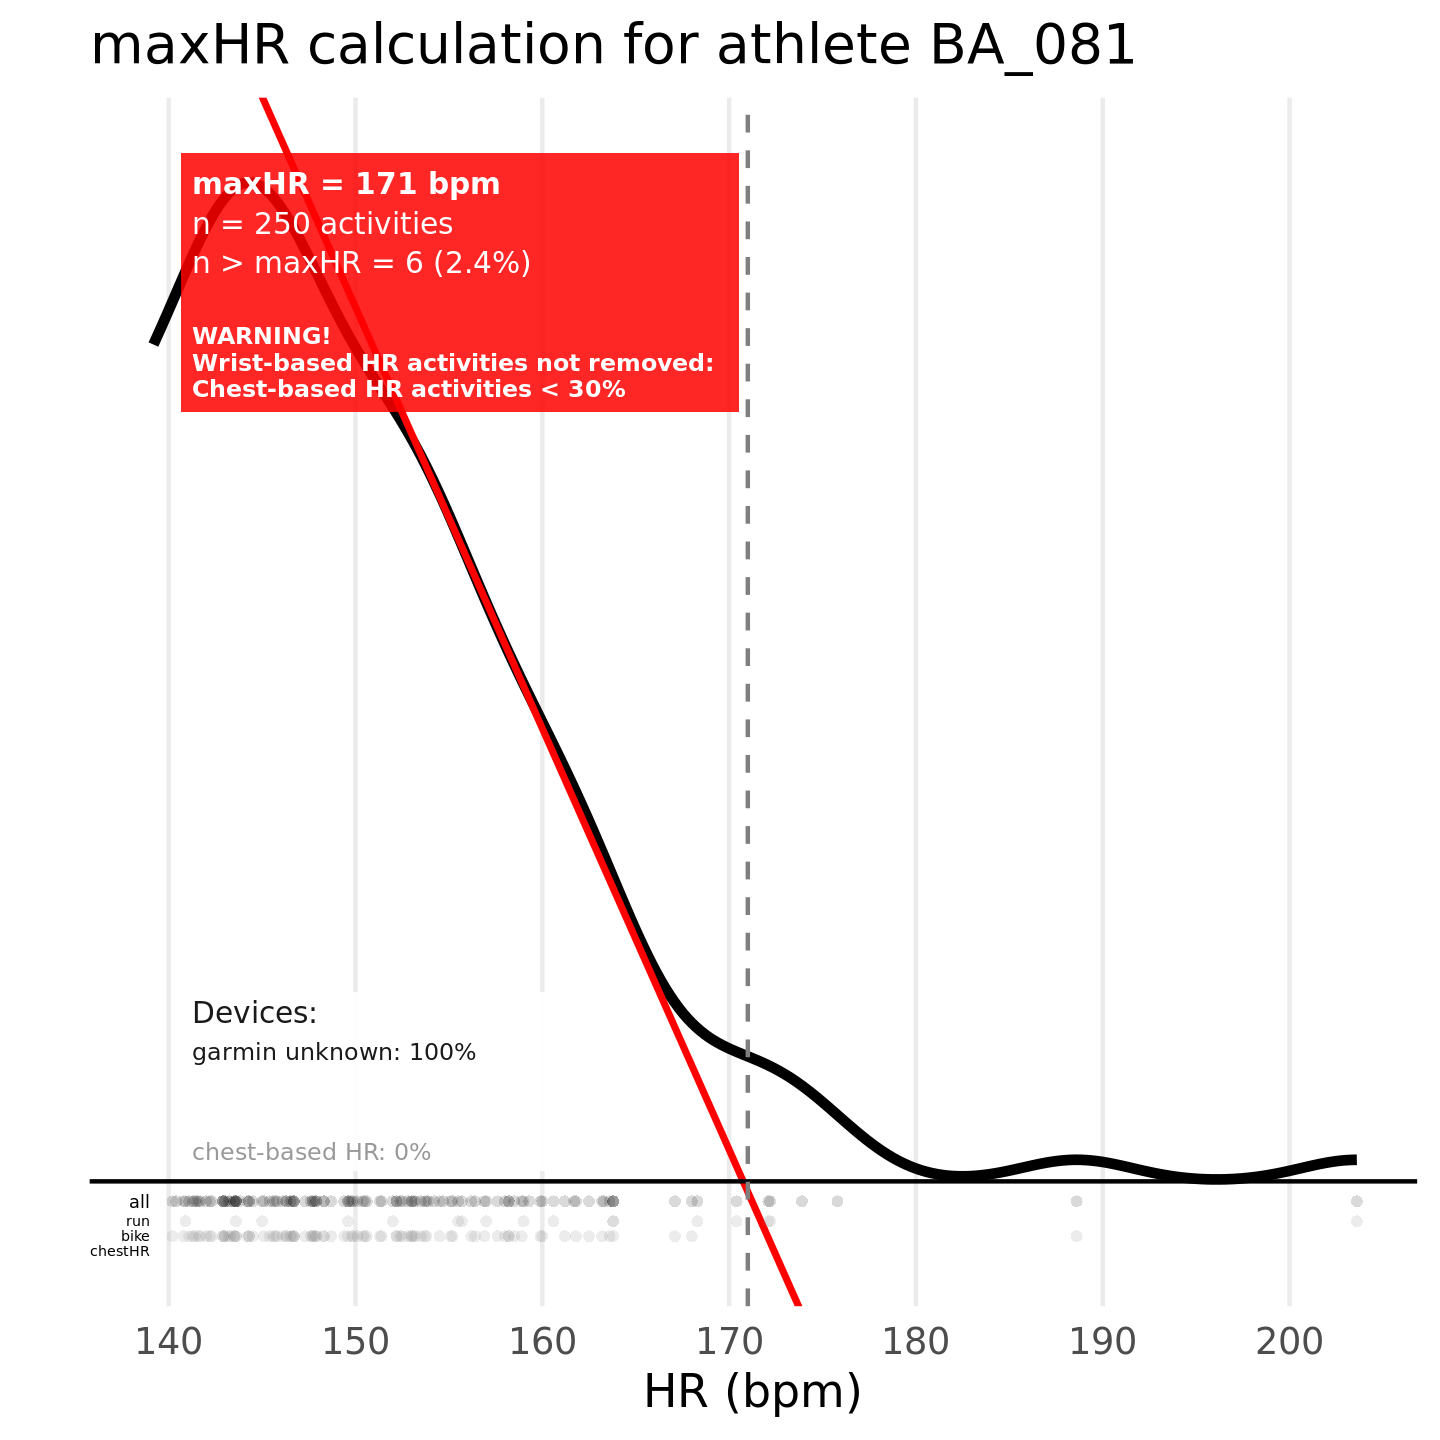 maxHR calculation for athlete BA_081
maxHR = 171 bpm
n = 250 activities
n > maxHR = 6 (2.4%)
WARNING!
Wrist-based HR activities not removed:
Chest-based HR activities < 30%
Devices:
garmin unknown: 100%
chest-based HR: 0%
all
run
bike
chestHR
140 150 160 170 180 190 200
HR (bpm)